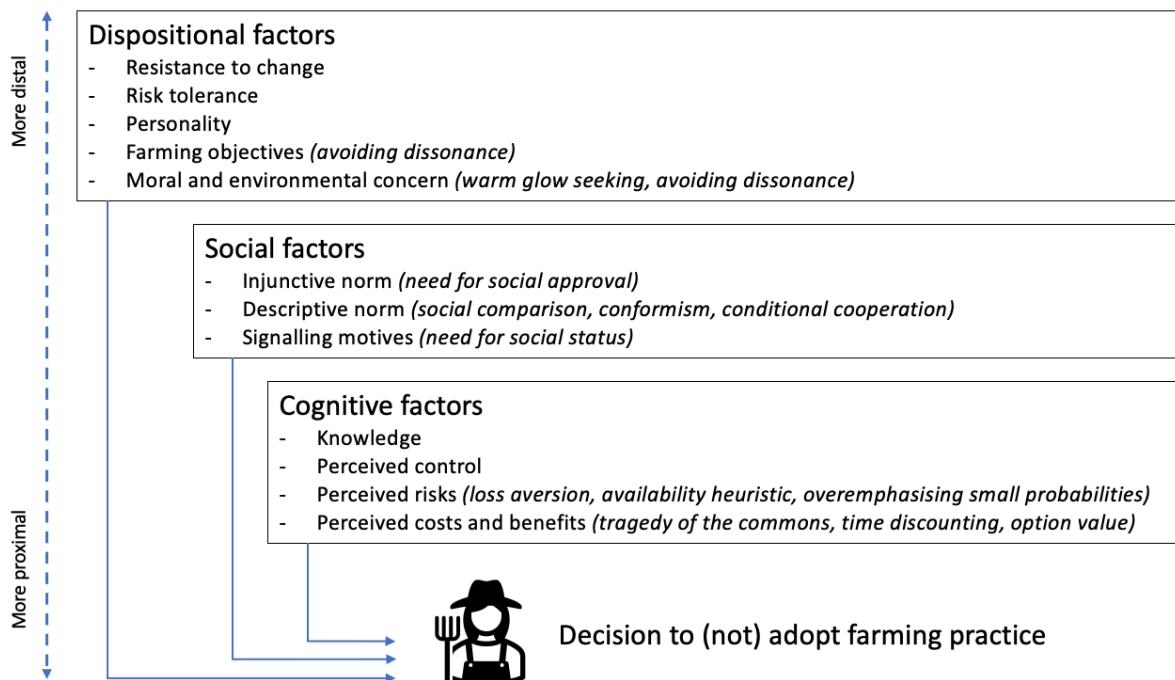 More distal
Dispositional factors
- Resistance to change
- Risk tolerance
- Personality
- Farming objectives (avoiding dissonance)
- Moral and environmental concern (warm glow seeking, avoiding dissonance)
Social factors
- Injunctive norm (need for social approval)
- Descriptive norm (social comparison, conformism, conditional cooperation)
- Signalling motives (need for social status)
Cognitive factors
- Knowledge
- Perceived control
- Perceived risks (loss aversion, availability heuristic, overemphasising small probabilities)
- Perceived costs and benefits (tragedy of the commons, time discounting, option value)
More proximal
Decision to (not) adopt farming practice